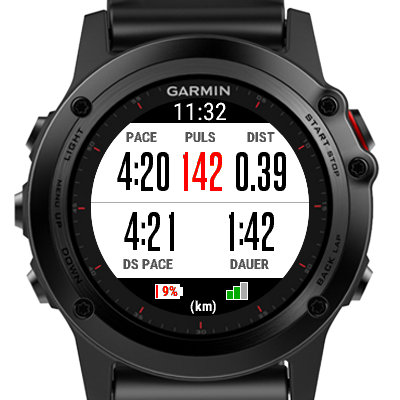 GARMIN
11:32
LIGHT
START STOP
PACE PULS DIST
4:20 142 0.39
MENU UP
4:21 1:42
DS PACE DAUER
DOWN
BACK LAP
9%
(km)